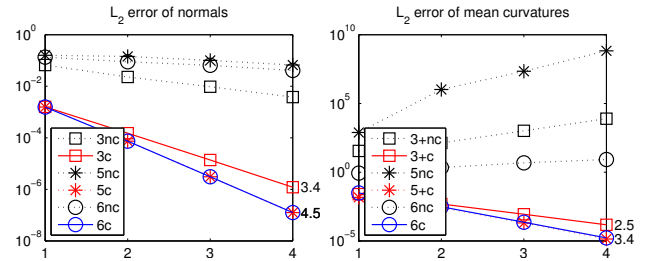 L2 error of normals
10^0
10^-2
10^-4
10^-6
10^-8
3nc
3c
5nc
5c
6nc
6c
3.4
4.5
1 2 3 4
L2 error of mean curvatures
10^10
10^5
10^0
10^-5
3+nc
3+c
5nc
5+c
6nc
6c
2.5
3.4
1 2 3 4